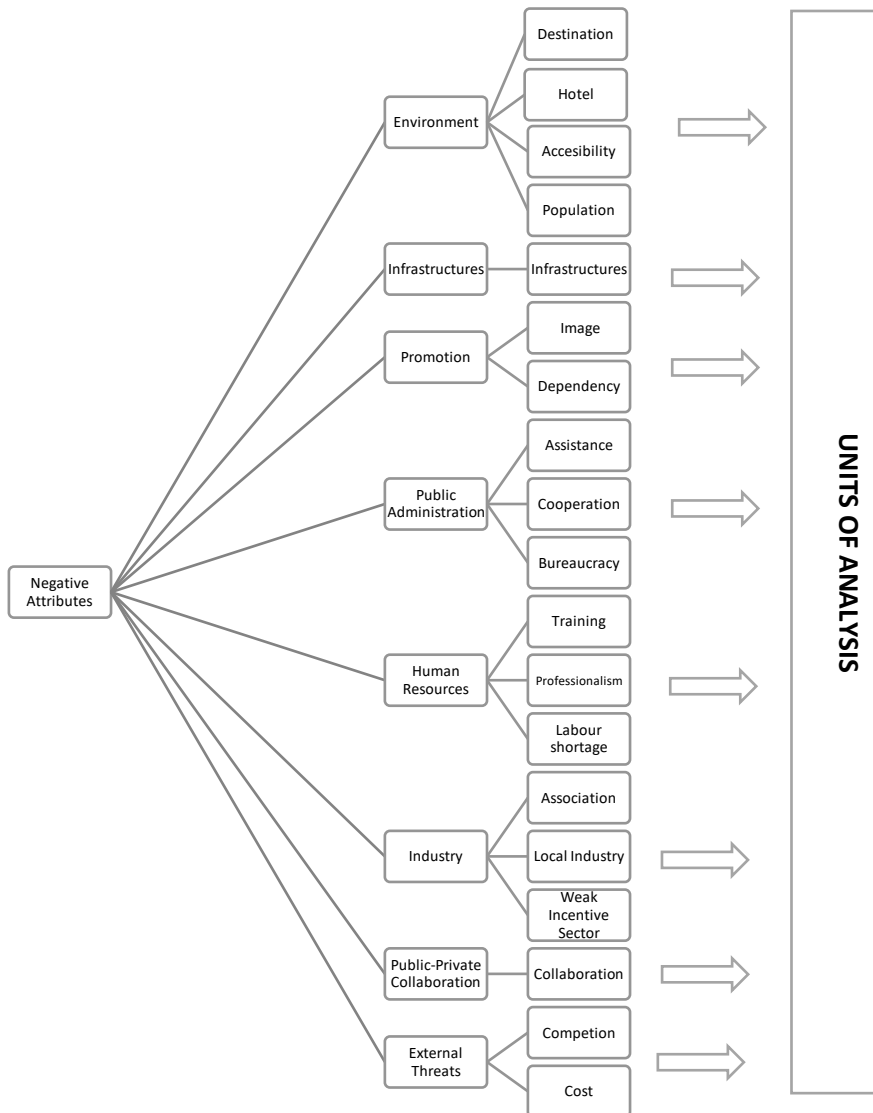 Destination
Hotel
Environment
Accesibility
Population
Infrastructures
Infrastructures
Image
Promotion
Dependency
Assistance
Public
Administration
Cooperation
Bureaucracy
Negative
Attributes
Training
Human
Resources
Professionalism
Labour
shortage
Association
Industry
Local Industry
Weak
Incentive
Sector
Public-Private
Collaboration
Collaboration
Competion
External
Threats
Cost
UNITS OF ANALYSIS